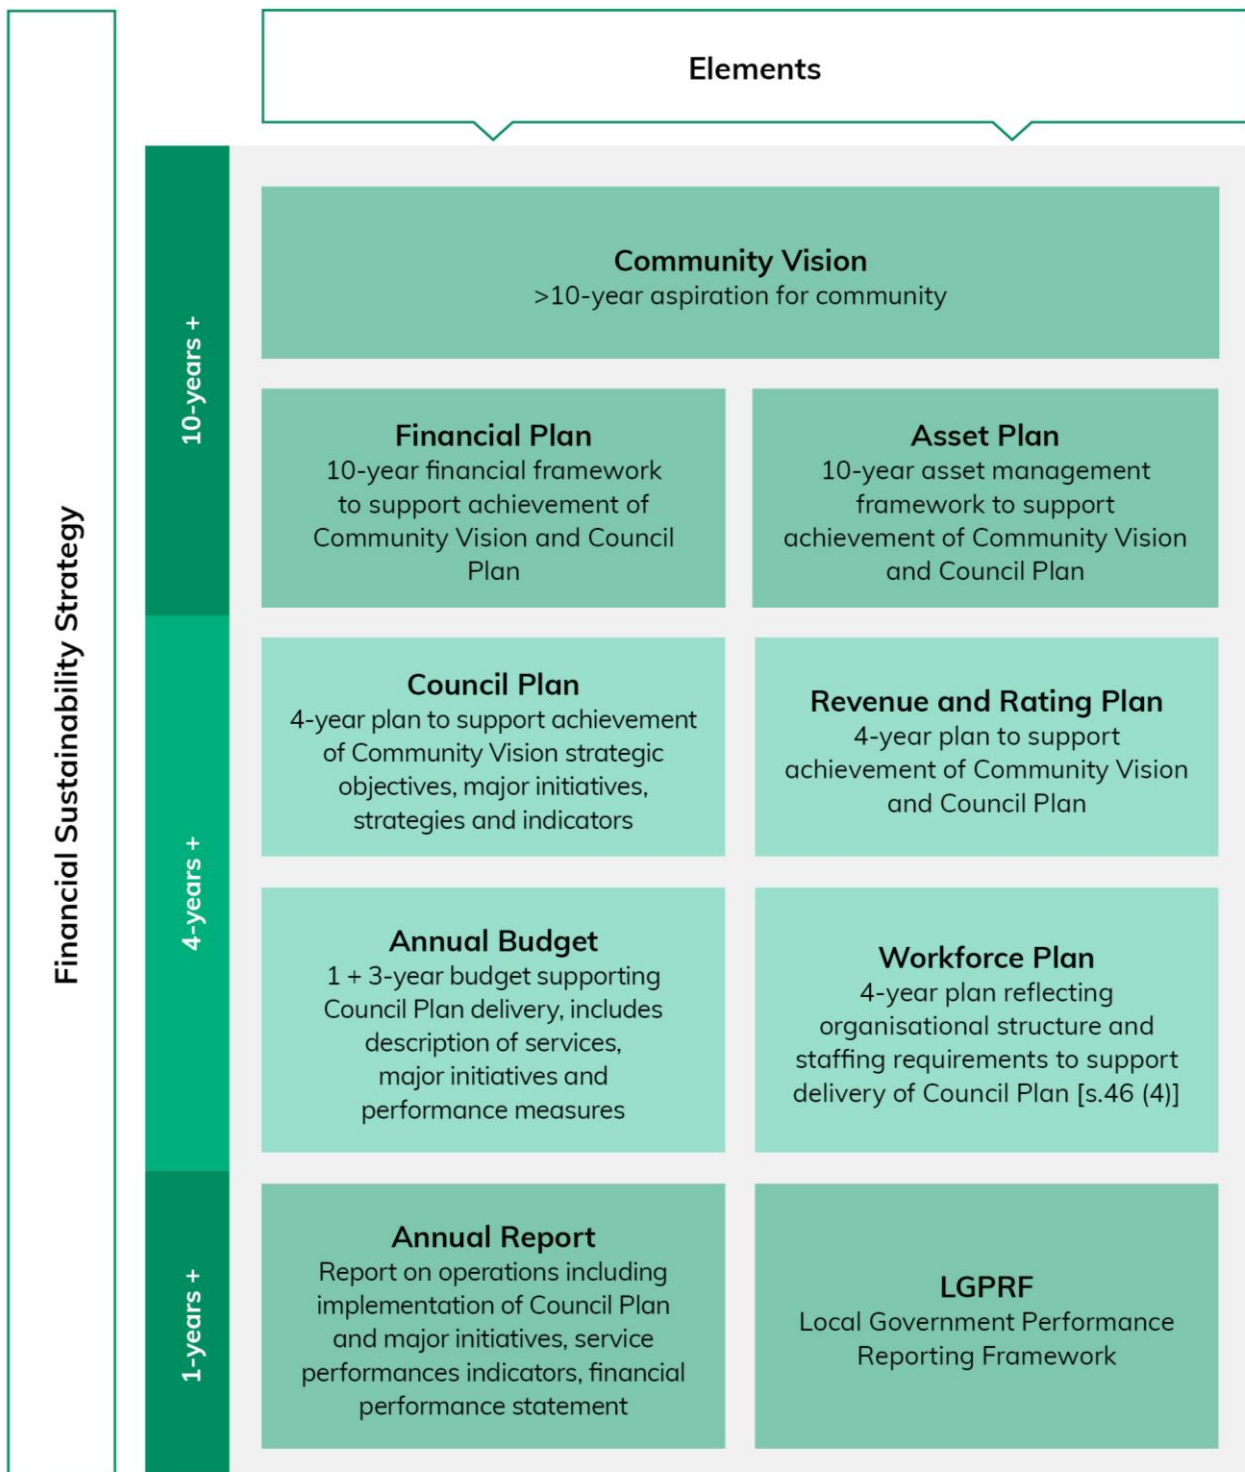 Elements
Financial Sustainability Strategy
10-years +
Community Vision
>10-year aspiration for community
Financial Plan
10-year financial framework
to support achievement of
Community Vision and Council
Plan
Asset Plan
10-year asset management
framework to support
achievement of Community Vision
and Council Plan
4-years +
Council Plan
4-year plan to support achievement
of Community Vision strategic
objectives, major initiatives,
strategies and indicators
Revenue and Rating Plan
4-year plan to support
achievement of Community Vision
and Council Plan
Annual Budget
1 + 3-year budget supporting
Council Plan delivery, includes
description of services,
major initiatives and
performance measures
Workforce Plan
4-year plan reflecting
organisational structure and
staffing requirements to support
delivery of Council Plan [s.46 (4)]
1-years +
Annual Report
Report on operations including
implementation of Council Plan
and major initiatives, service
performances indicators, financial
performance statement
LGPRF
Local Government Performance
Reporting Framework